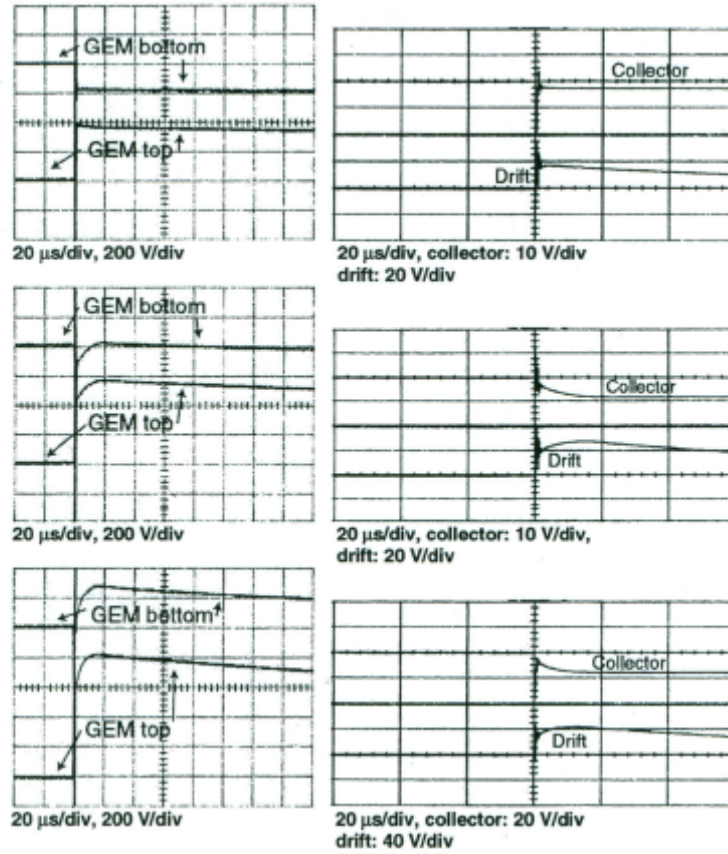 GEM bottom
GEM top
20 µs/div, 200 V/div
Collector
Drift
20 µs/div, collector: 10 V/div
drift: 20 V/div
GEM bottom
GEM top
20 µs/div, 200 V/div
Collector
Drift
20 µs/div, collector: 10 V/div,
drift: 20 V/div
GEM bottom
GEM top
20 µs/div, 200 V/div
Collector
Drift
20 µs/div, collector: 20 V/div
drift: 40 V/div